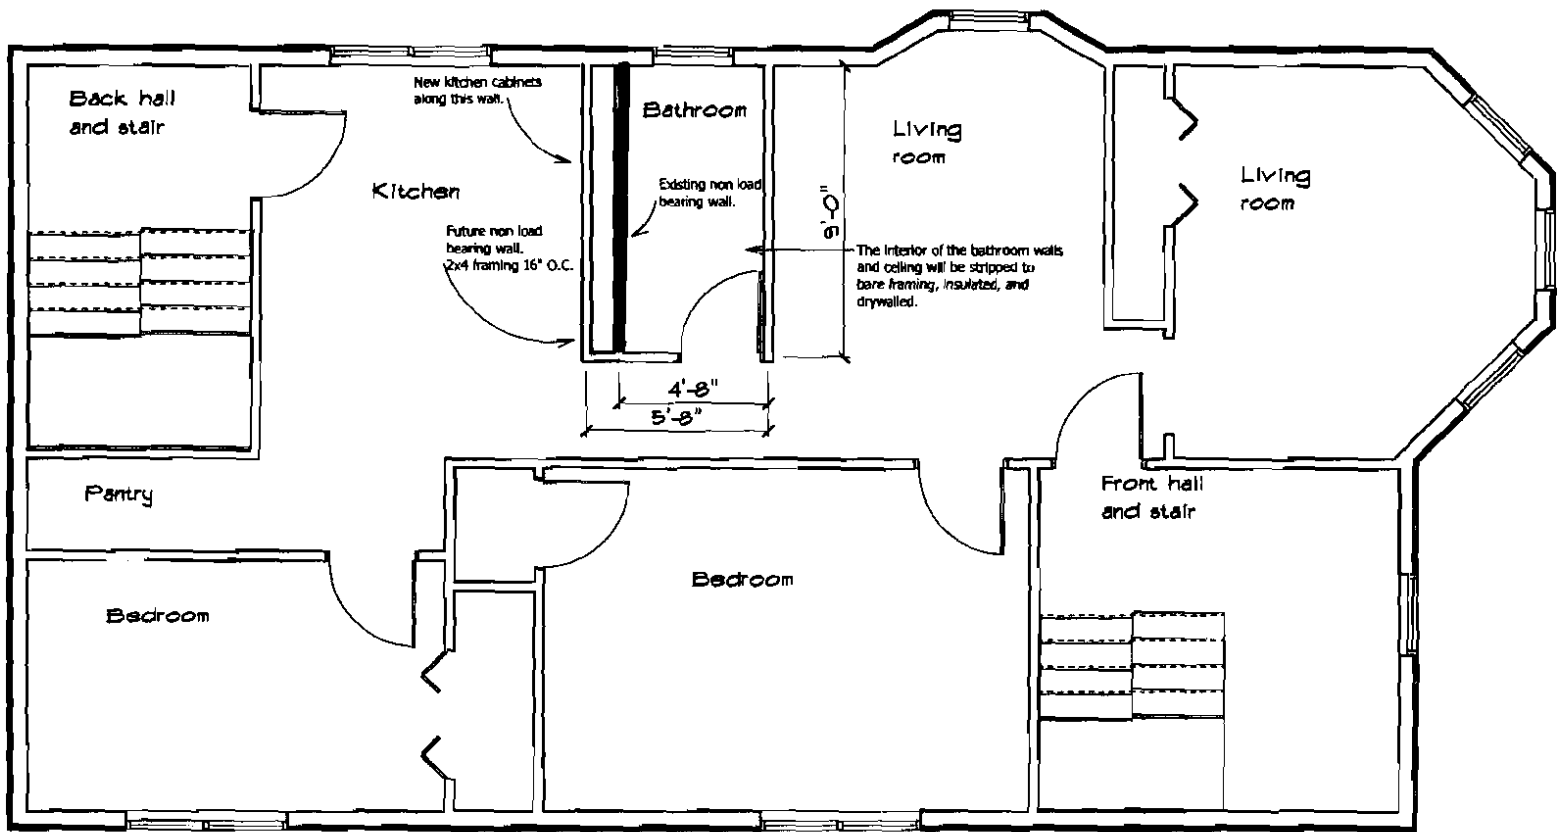 Back hall
and stair
New kitchen cabinets
along this wall.
Bathroom
Living
room
Kitchen
Existing non load
bearing wall.
9'-0"
Living
room
Future non load
bearing wall.
2x4 framing 16" O.C.
The interior of the bathroom walls
and ceiling will be stripped to
bare framing, insulated, and
drywalled.
4'-8"
5'-8"
Pantry
Front hall
and stair
Bedroom
Bedroom